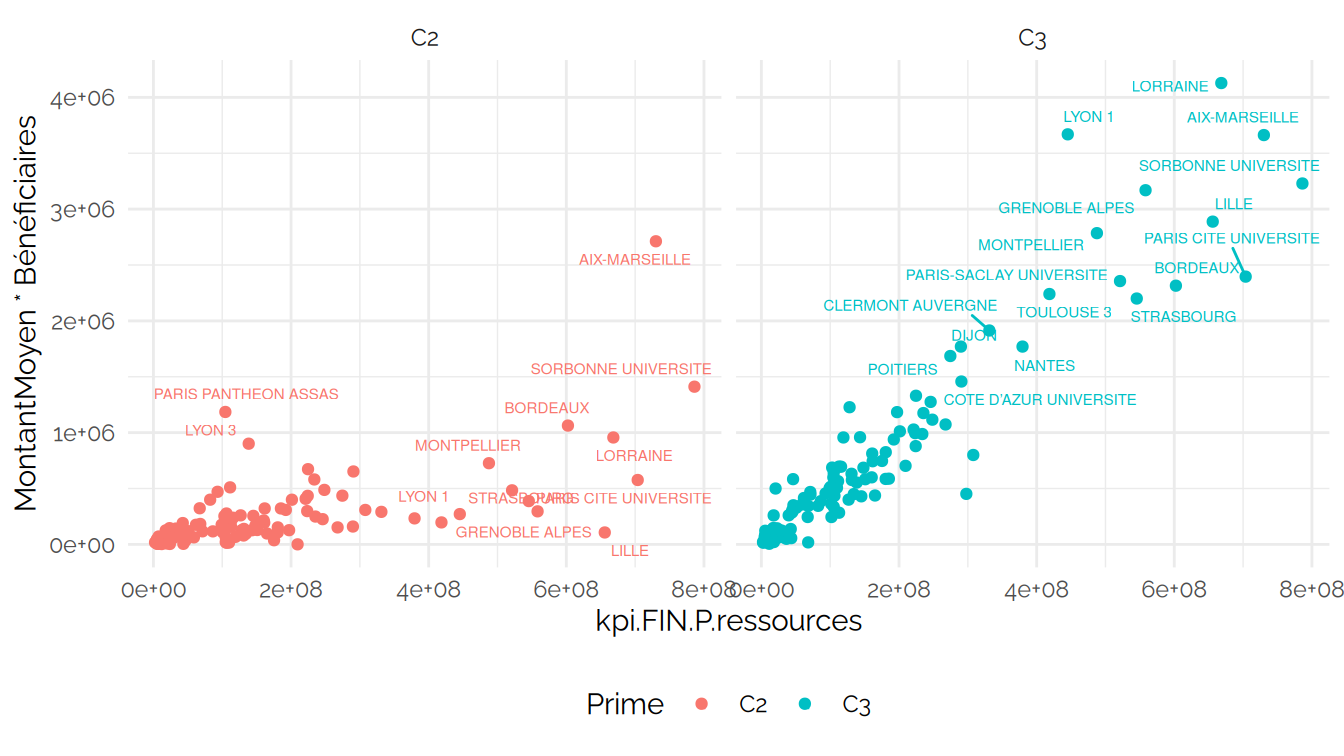 C2
C3
MontantMoyen * Bénéficiaires
4e+06
3e+06
2e+06
1e+06
0e+00
AIX-MARSEILLE
SORBONNE UNIVERSITE
PARIS PANTHEON ASSAS
BORDEAUX
LYON 3
MONTPELLIER
LORRAINE
LYON 1
STRASBOURG
PARIS CITE UNIVERSITE
GRENOBLE ALPES
LILLE
LORRAINE
LYON 1
AIX-MARSEILLE
SORBONNE UNIVERSITE
GRENOBLE ALPES
LILLE
MONTPELLIER
PARIS CITE UNIVERSITE
PARIS-SACLAY UNIVERSITE
BORDEAUX
CLERMONT AUVERGNE
TOULOUSE 3
STRASBOURG
DIJON
POITIERS
NANTES
COTE D'AZUR UNIVERSITE
0e+00 2e+08 4e+08 6e+08 8e+08
0e+00 2e+08 4e+08 6e+08 8e+08
kpi.FIN.P.ressources
Prime C2 C3